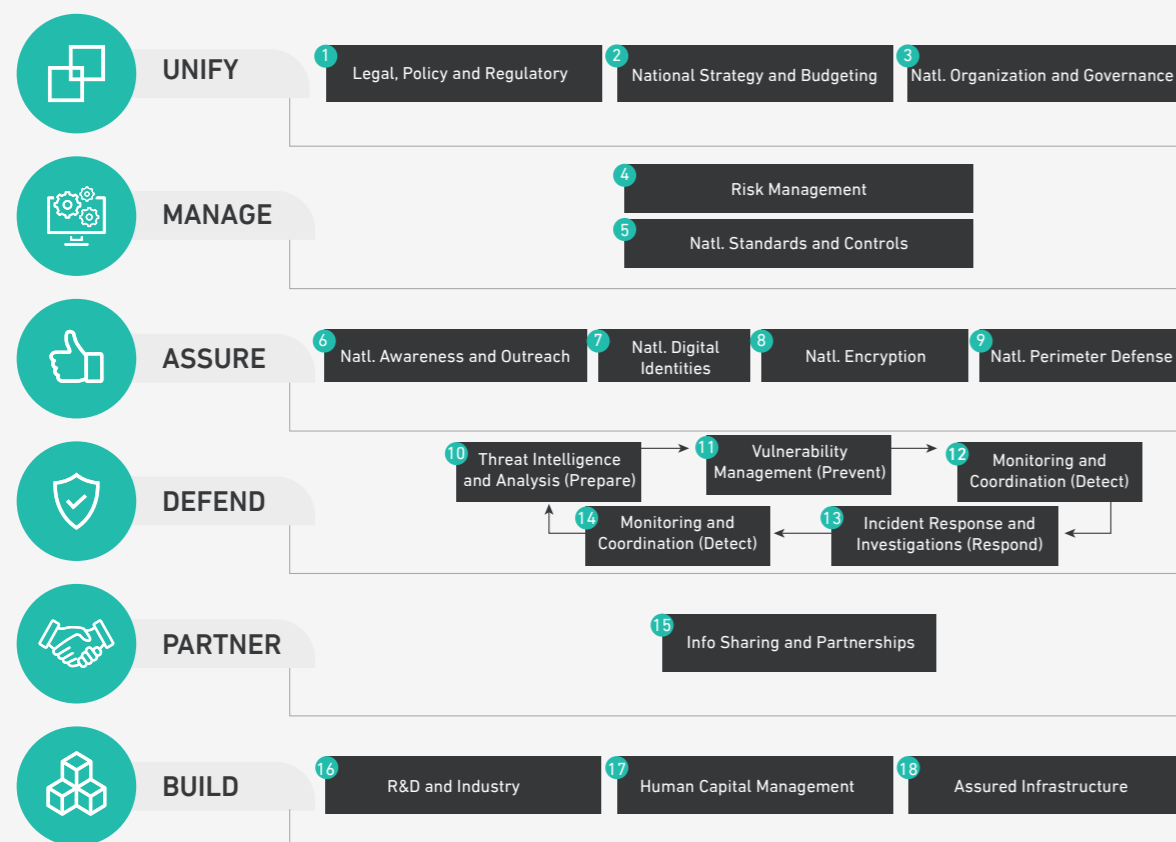 UNIFY
1
Legal, Policy and Regulatory
2
National Strategy and Budgeting
3
Natl. Organization and Governance
MANAGE
4
Risk Management
5
Natl. Standards and Controls
ASSURE
6
Natl. Awareness and Outreach
7
Natl. Digital
Identities
8
Natl. Encryption
9
Natl. Perimeter Defense
DEFEND
10
Threat Intelligence
and Analysis (Prepare)
11
Vulnerability
Management (Prevent)
12
Monitoring and
Coordination (Detect)
14
Monitoring and
Coordination (Detect)
13
Incident Response and
Investigations (Respond)
PARTNER
15
Info Sharing and Partnerships
BUILD
16
R&D and Industry
17
Human Capital Management
18
Assured Infrastructure